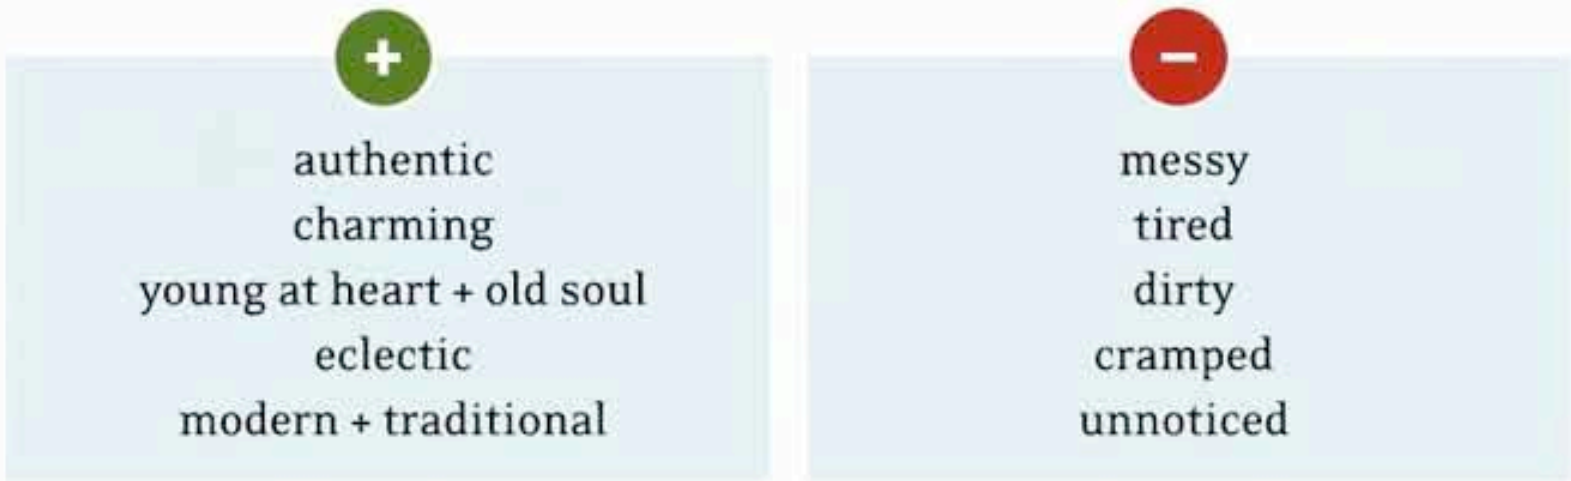 +
authentic
charming
young at heart + old soul
eclectic
modern + traditional
−
messy
tired
dirty
cramped
unnoticed